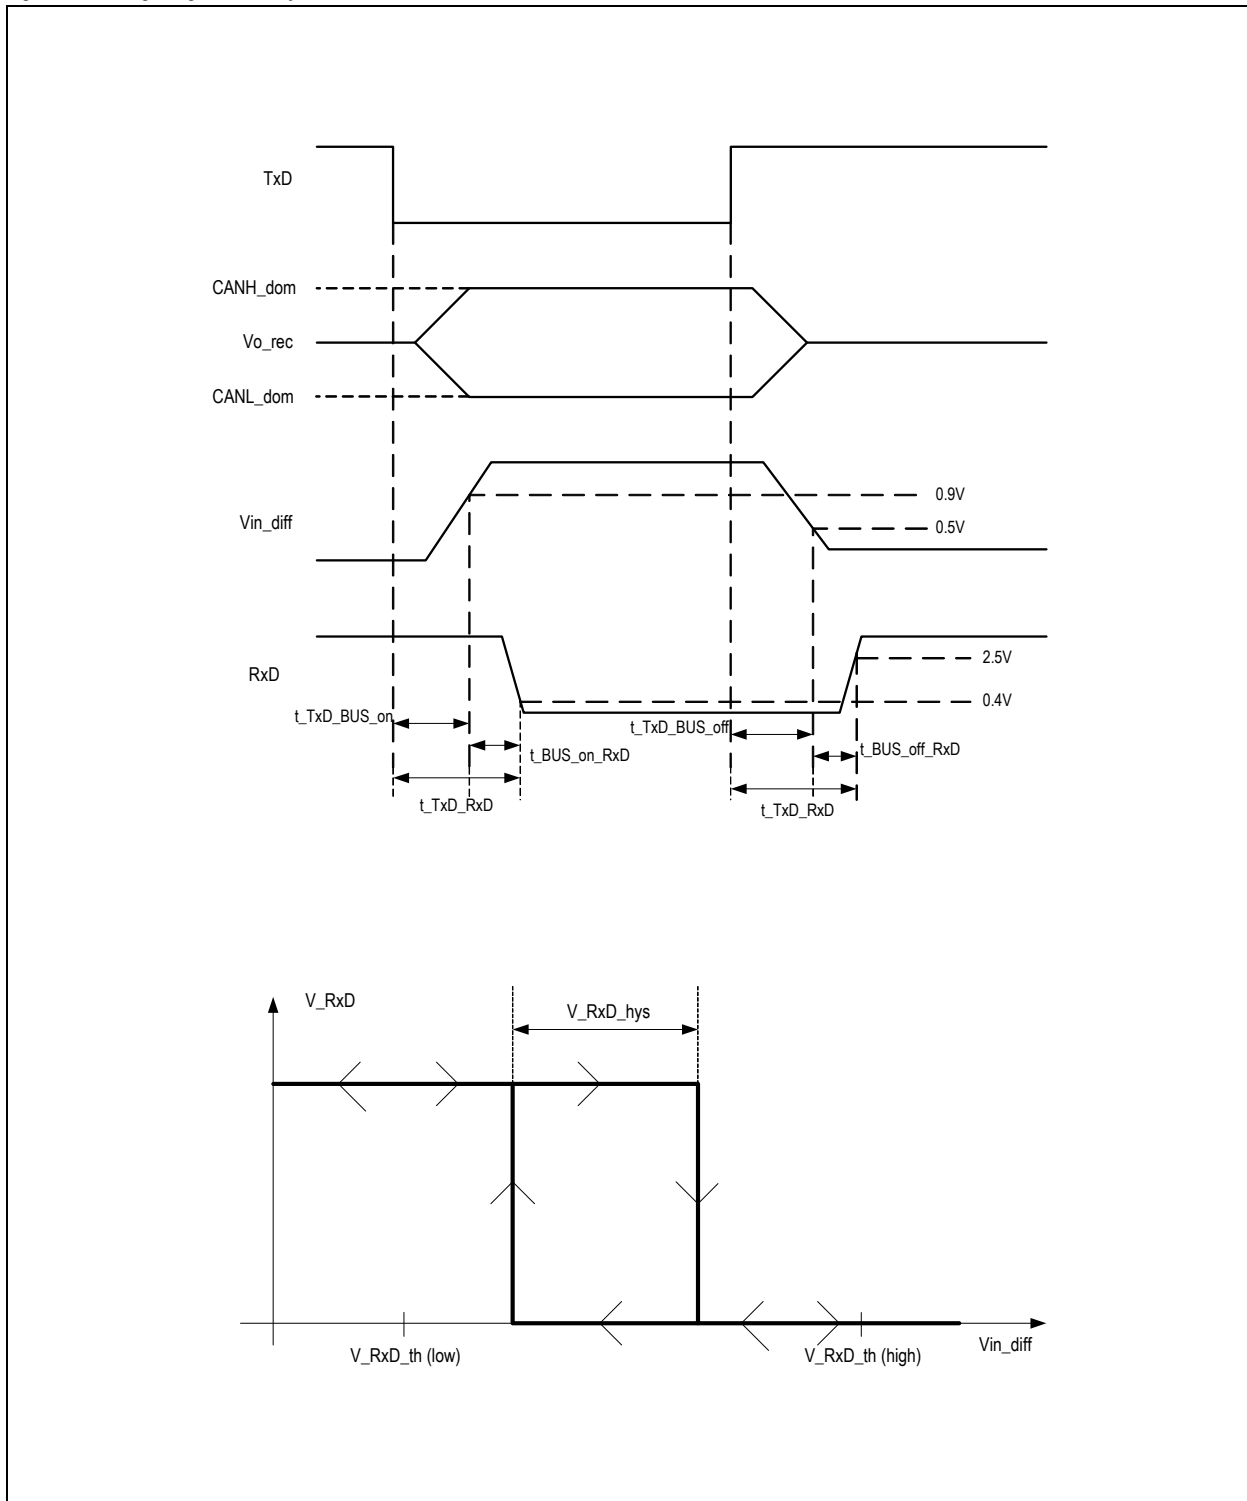 TxD
CANH_dom
Vo_rec
CANL_dom
0.9V
Vin_diff
0.5V
2.5V
RxD
0.4V
t_TxD_BUS_on
t_TxD_BUS_off
t_BUS_on_RxD
t_BUS_off_RxD
t_TxD_RxD
t_TxD_RxD
V_RxD
V_RxD_hys
V_RxD_th (low)
V_RxD_th (high)
Vin_diff